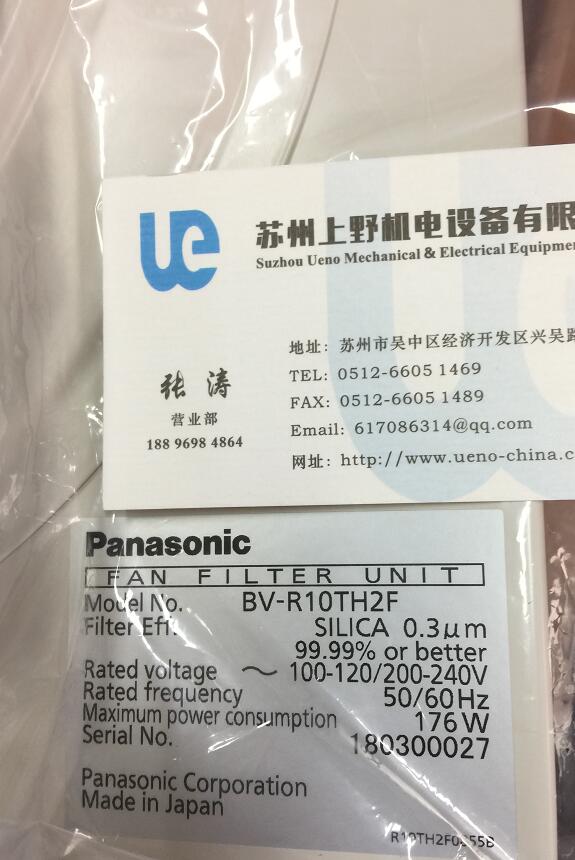 ue
苏州上野机电设备有限
Suzhou Ueno Mechanical & Electrical Equipme
张涛
营业部
188 9698 4864
地址: 苏州市吴中区经济开发区兴吴路
TEL: 0512-6605 1469
FAX: 0512-6605 1489
Email: 617086314@qq.com
网址: http://www.ueno-china.c
Panasonic
FAN FILTER UNIT
Model No. BV-R10TH2F
Filter Eff. SILICA 0.3μm
99.99% or better
Rated voltage ～ 100-120/200-240V
Rated frequency 50/60Hz
Maximum power consumption 176W
Serial No. 180300027
Panasonic Corporation
Made in Japan